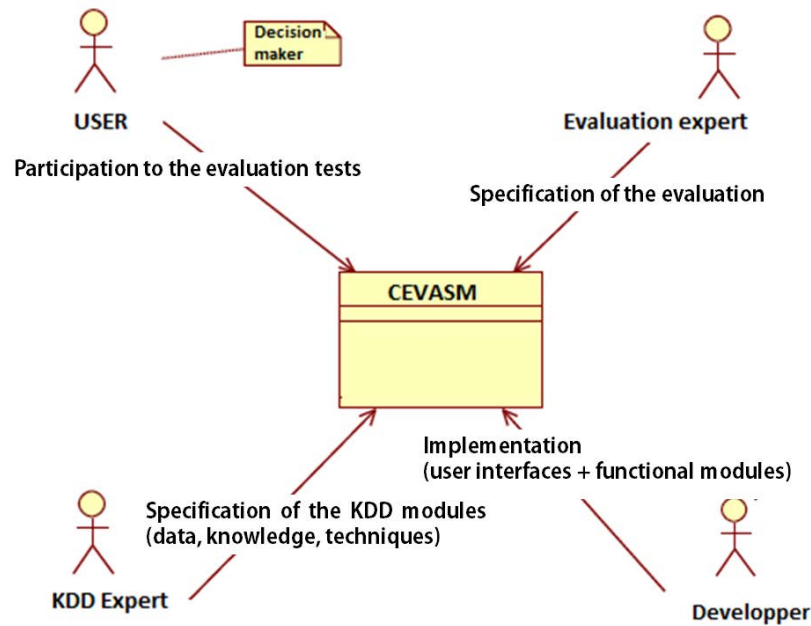 Decision
maker
USER
Evaluation expert
Participation to the evaluation tests
Specification of the evaluation
CEVASM
Implementation
(user interfaces + functional modules)
Specification of the KDD modules
(data, knowledge, techniques)
KDD Expert
Developper